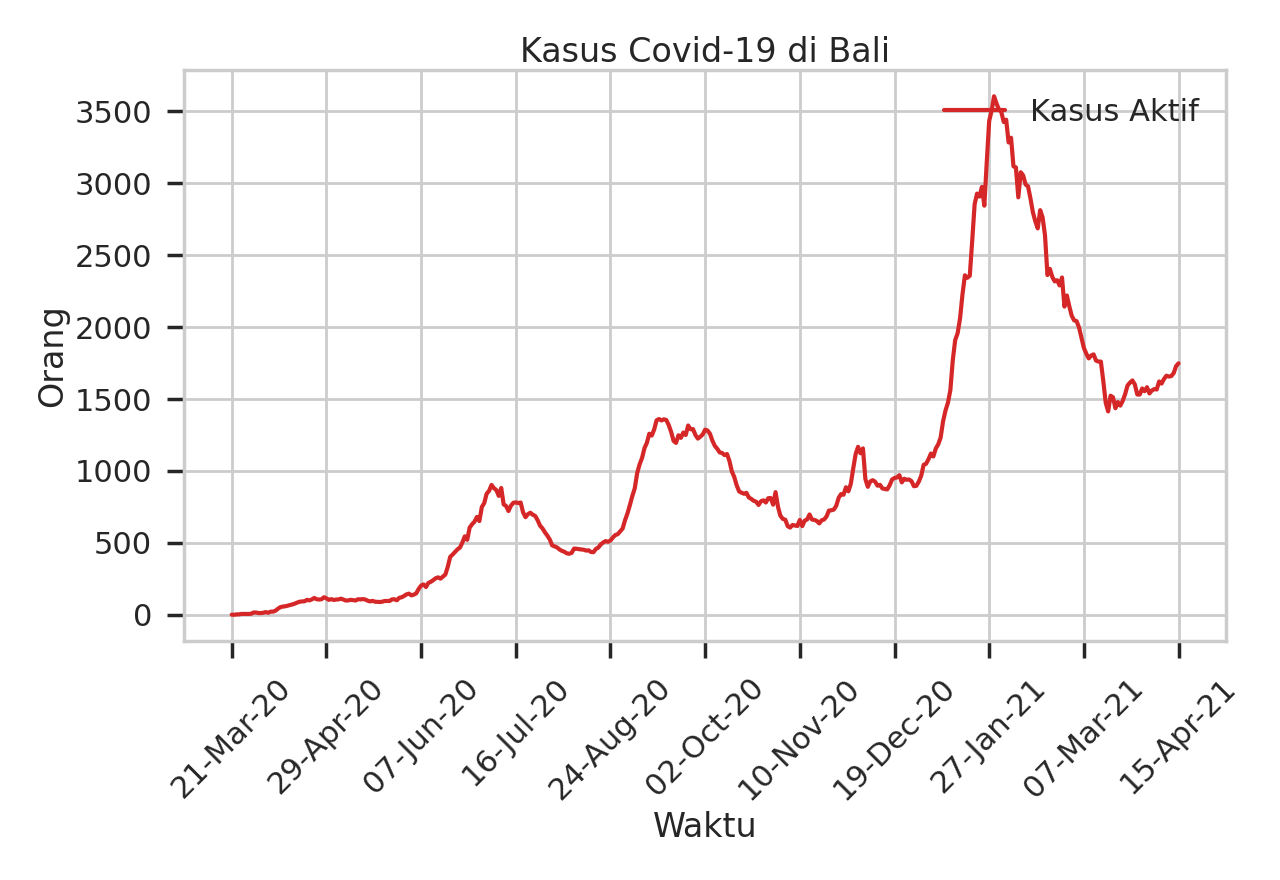 Kasus Covid-19 di Bali
Kasus Aktif
3500
3000
2500
2000
1500
1000
500
0
Orang
21-Mar-20
29-Apr-20
07-Jun-20
16-Jul-20
24-Aug-20
02-Oct-20
10-Nov-20
19-Dec-20
27-Jan-21
07-Mar-21
15-Apr-21
Waktu